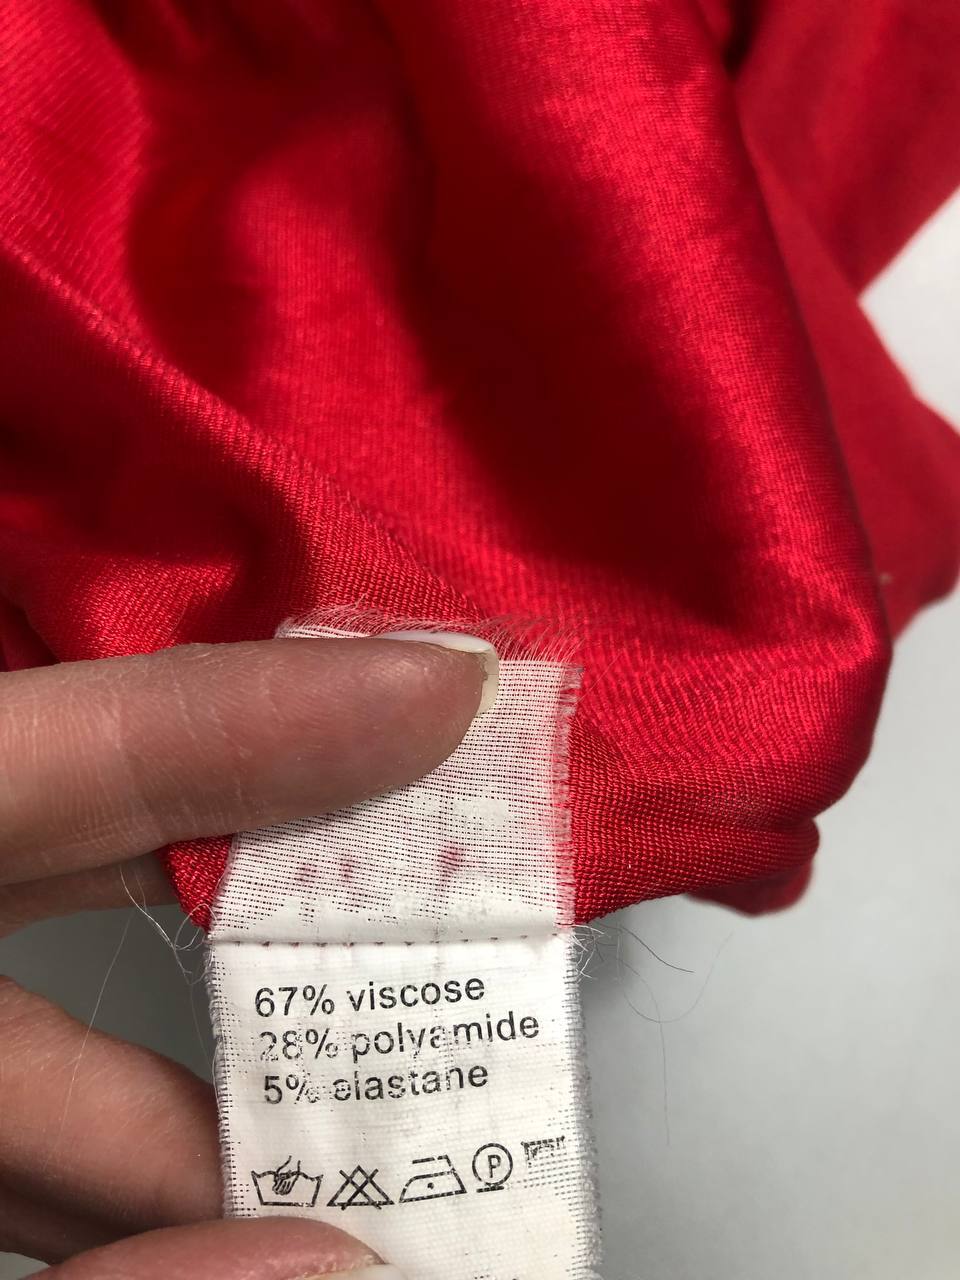 67% viscose
28% polyamide
5% elastane
P